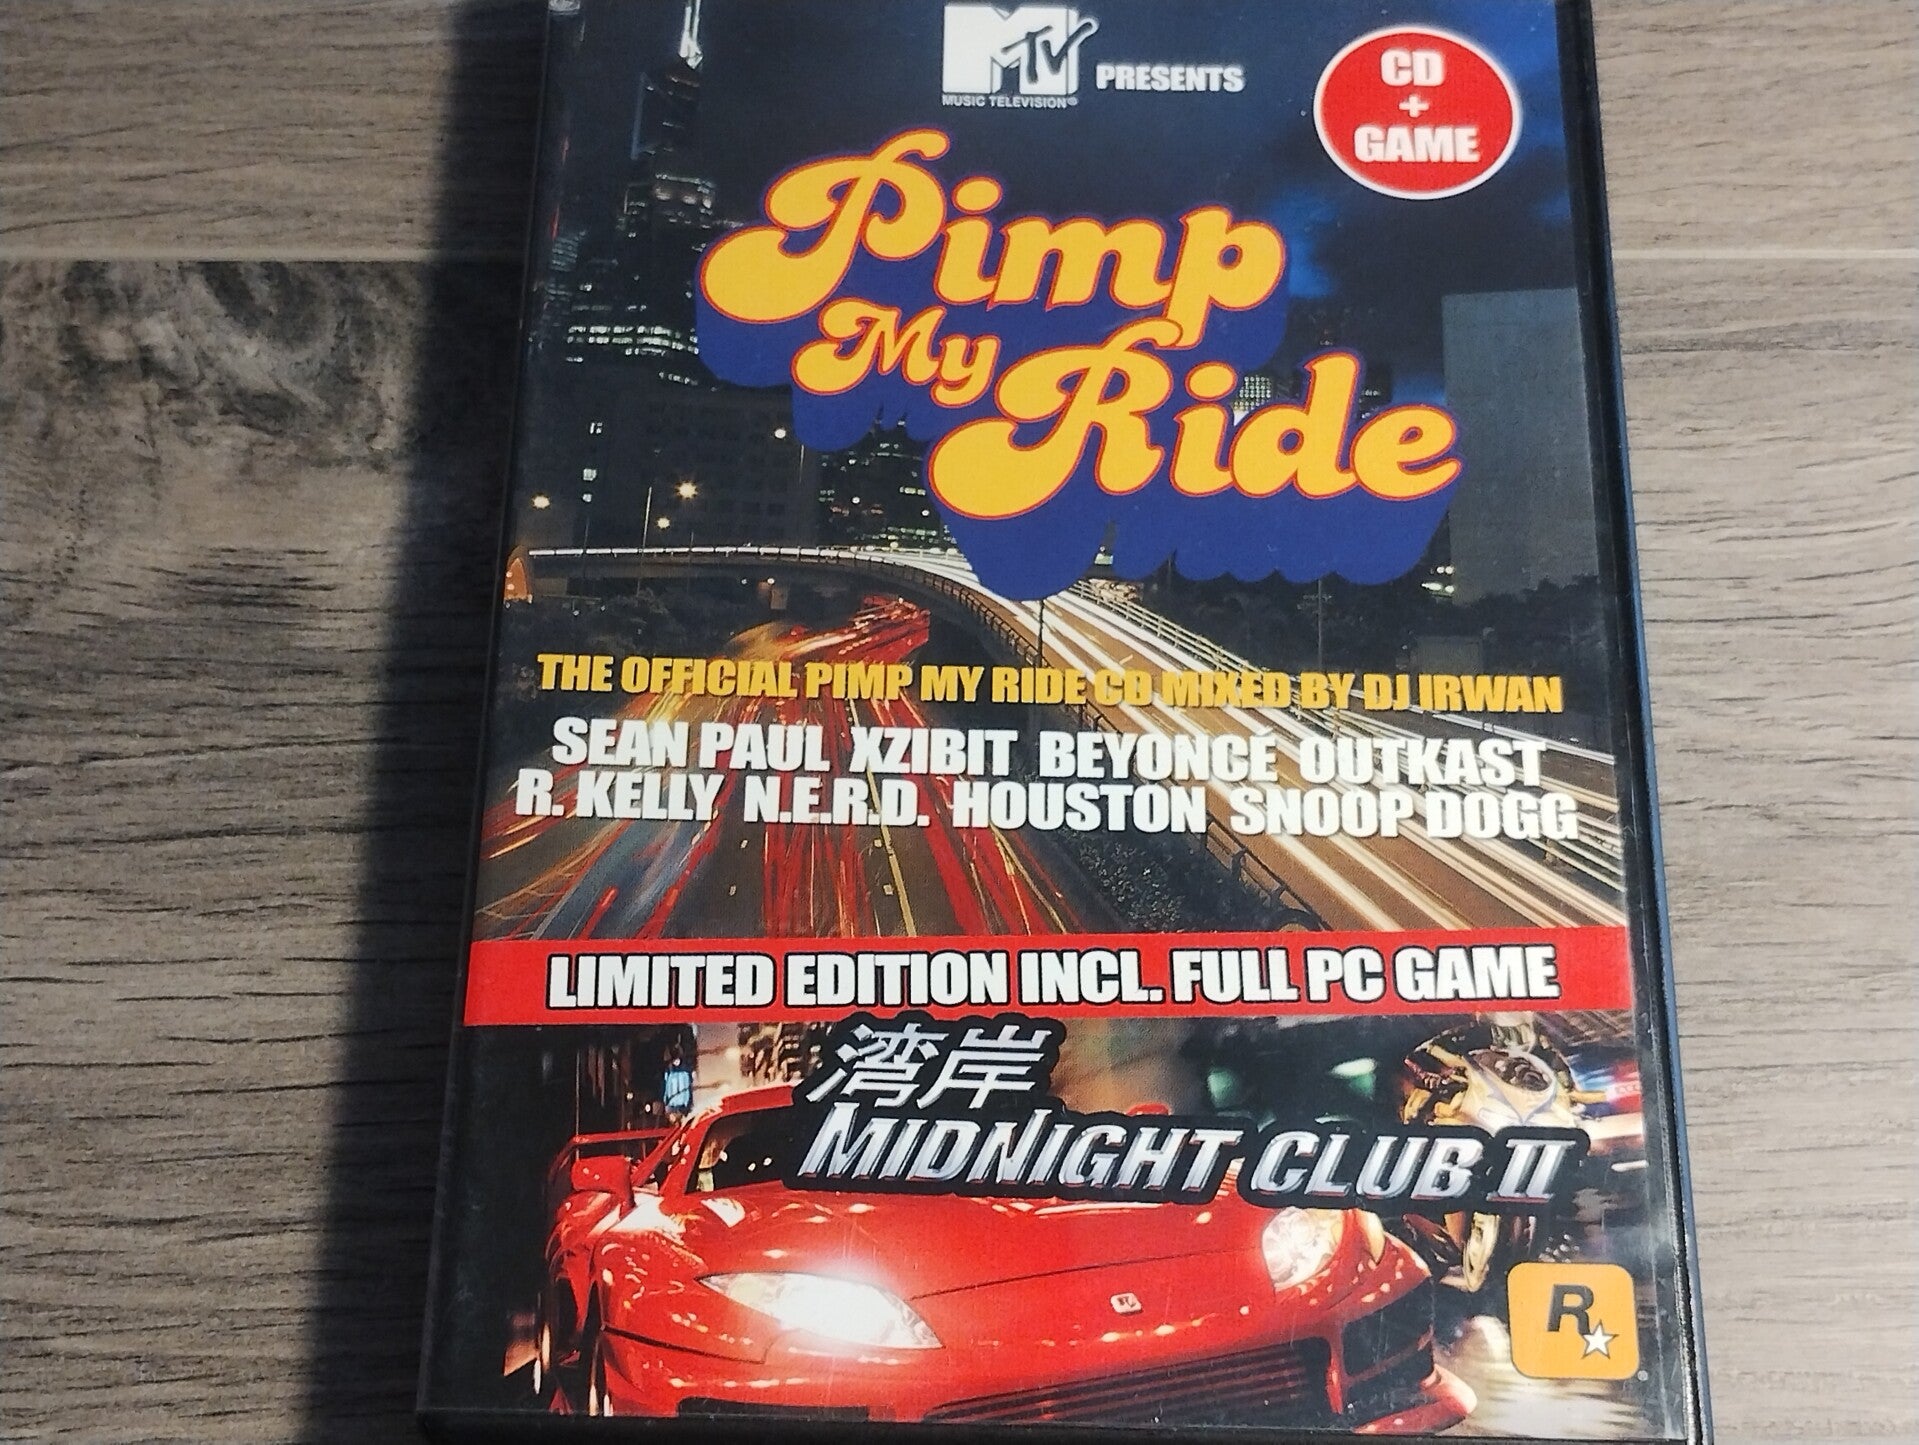 MTV PRESENTS
MUSIC TELEVISION®
CD
+
GAME
Pimp
My Ride
THE OFFICIAL PIMP MY RIDE CD MIXED BY DJ IRWAN
SEAN PAUL XZIBIT BEYONCÉ OUTKAST
R. KELLY N.E.R.D. HOUSTON SNOOP DOGG
LIMITED EDITION INCL. FULL PC GAME
湾岸
MIDNIGHT CLUB II
R